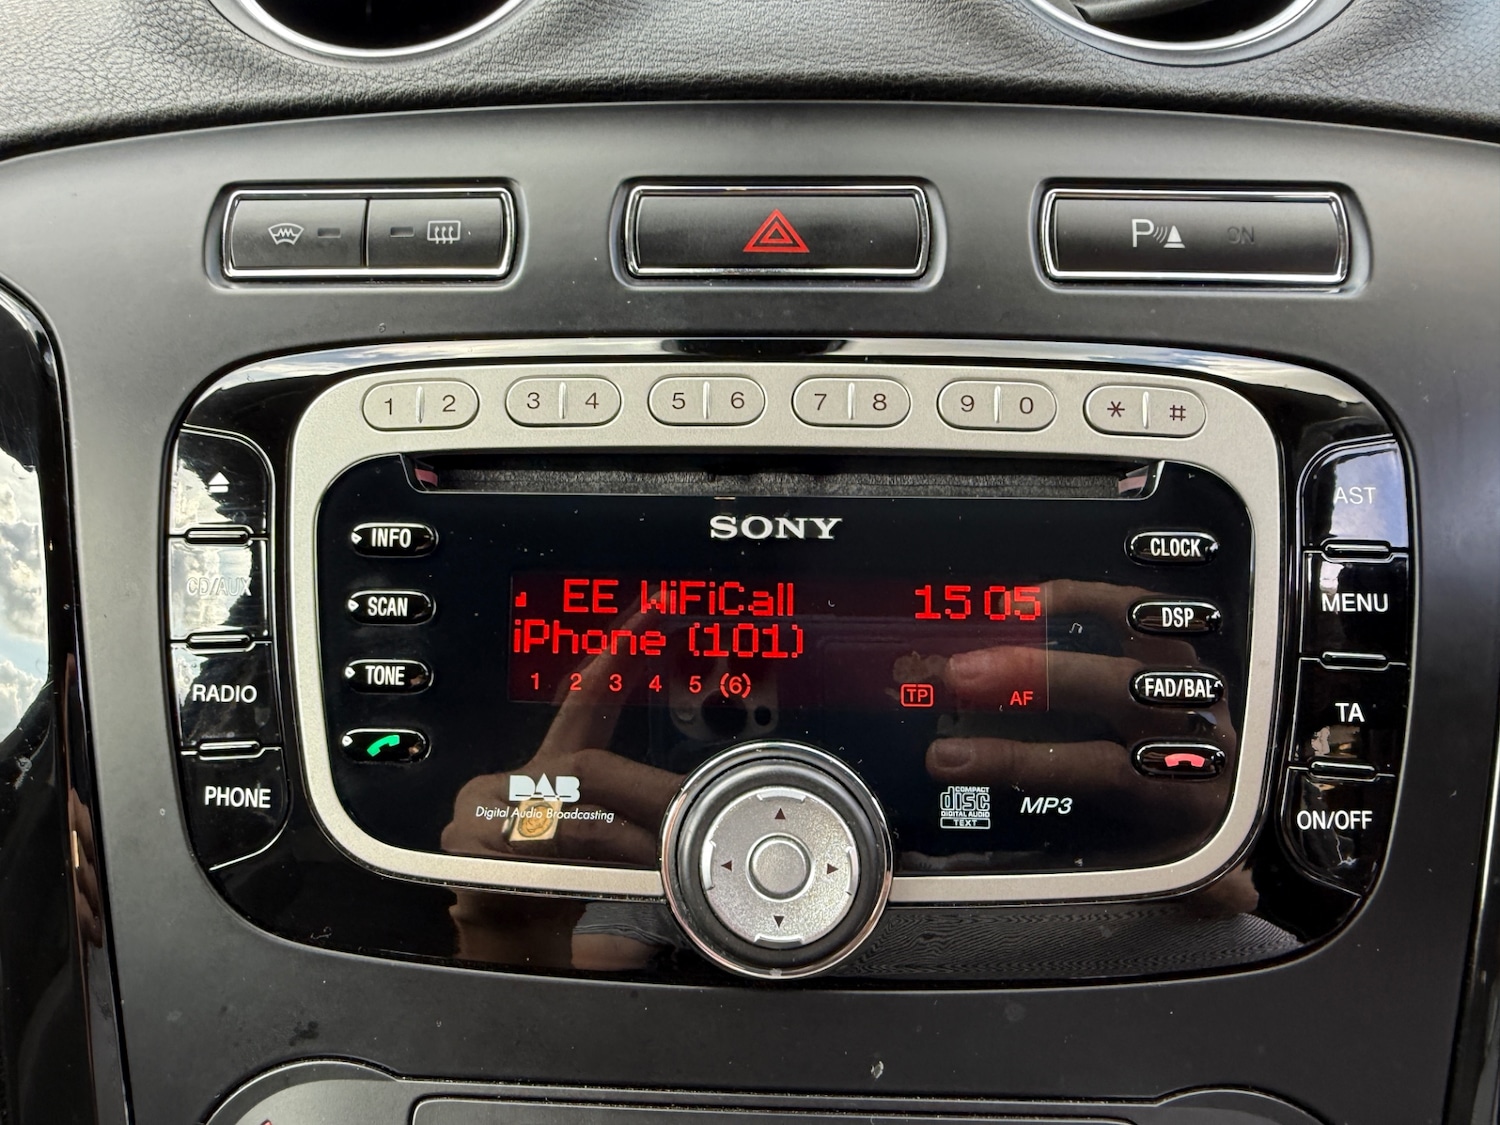 P ON
1 2 3 4 5 6 7 8 9 0 * #
SONY
INFO
SCAN
TONE
CD/AUX
RADIO
PHONE
EE WiFiCall 15 05
iPhone (101)
1 2 3 4 5 (6) TP AF
CLOCK
DSP
FAD/BAL
AST
MENU
TA
ON/OFF
DAB
Digital Audio Broadcasting
COMPACT
disc
DIGITAL AUDIO
TEXT
MP3